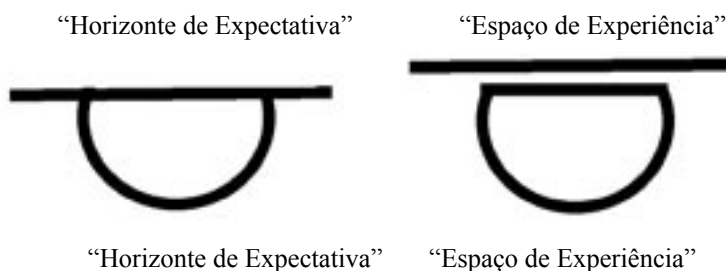 “Horizonte de Expectativa” “Espaço de Experiência”
“Horizonte de Expectativa” “Espaço de Experiência”